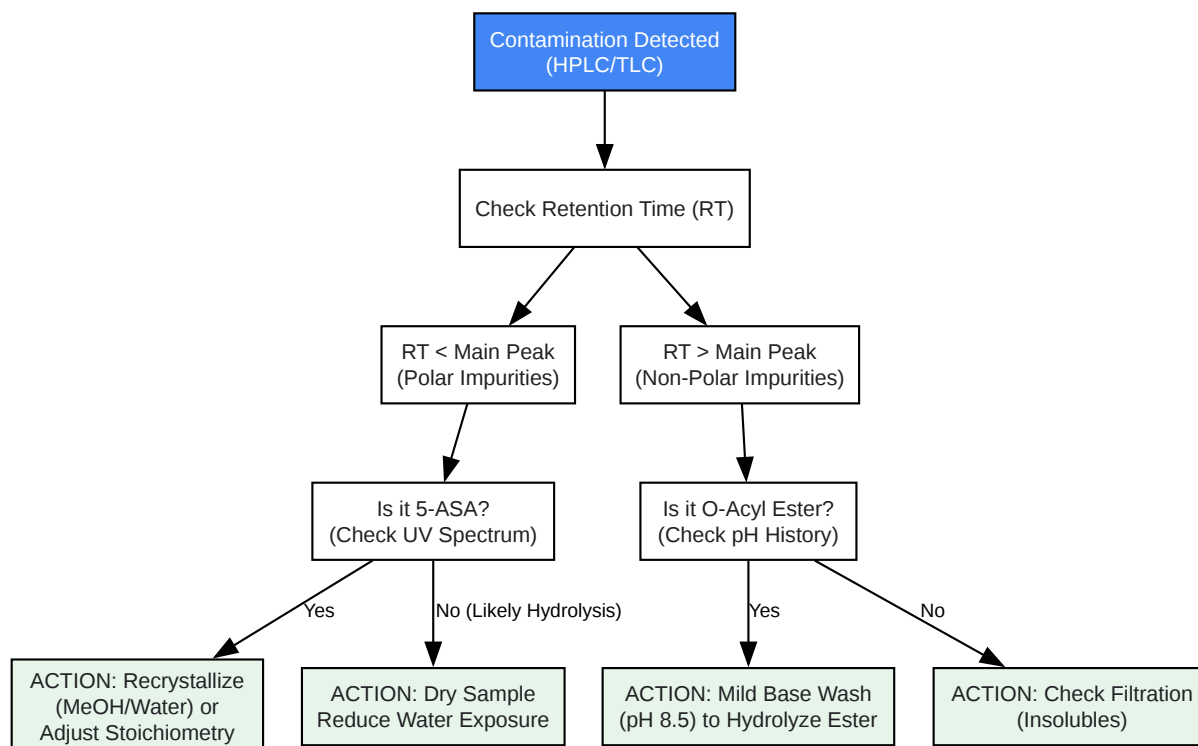 Contamination Detected
(HPLC/TLC)
Check Retention Time (RT)
RT < Main Peak
(Polar Impurities)
RT > Main Peak
(Non-Polar Impurities)
Is it 5-ASA?
(Check UV Spectrum)
Is it O-Acyl Ester?
(Check pH History)
Yes
No (Likely Hydrolysis)
Yes
No
ACTION: Recrystallize
(MeOH/Water) or
Adjust Stoichiometry
ACTION: Dry Sample
Reduce Water Exposure
ACTION: Mild Base Wash
(pH 8.5) to Hydrolyze Ester
ACTION: Check Filtration
(Insolubles)